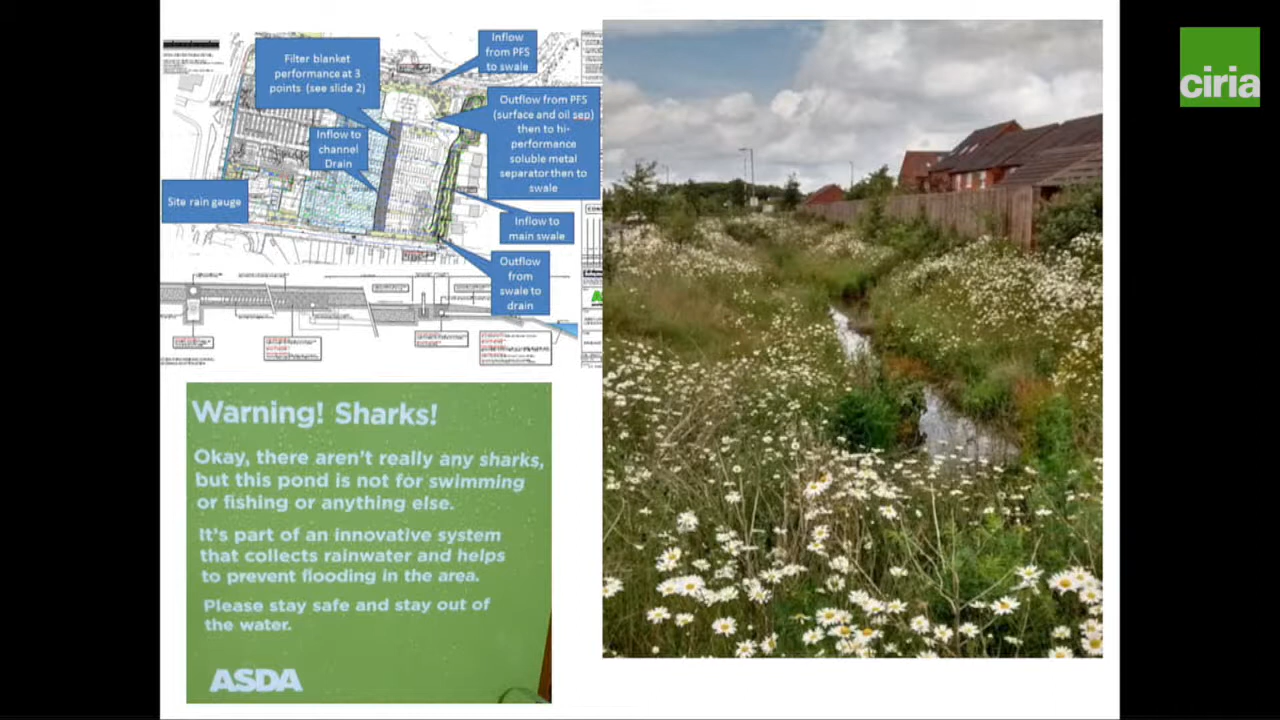 Filter blanket
performance at 3
points (see slide 2)
Inflow
from PFS
to swale
Outflow from PFS
(surface and oil sep)
then to hi-
performance
soluble metal
separator then to
swale
Inflow to
channel
Drain
Site rain gauge
Inflow to
main swale
Outflow
from
swale to
drain
ciria
Warning! Sharks!
Okay, there aren't really any sharks,
but this pond is not for swimming
or fishing or anything else.
It's part of an innovative system
that collects rainwater and helps
to prevent flooding in the area.
Please stay safe and stay out of
the water.
ASDA